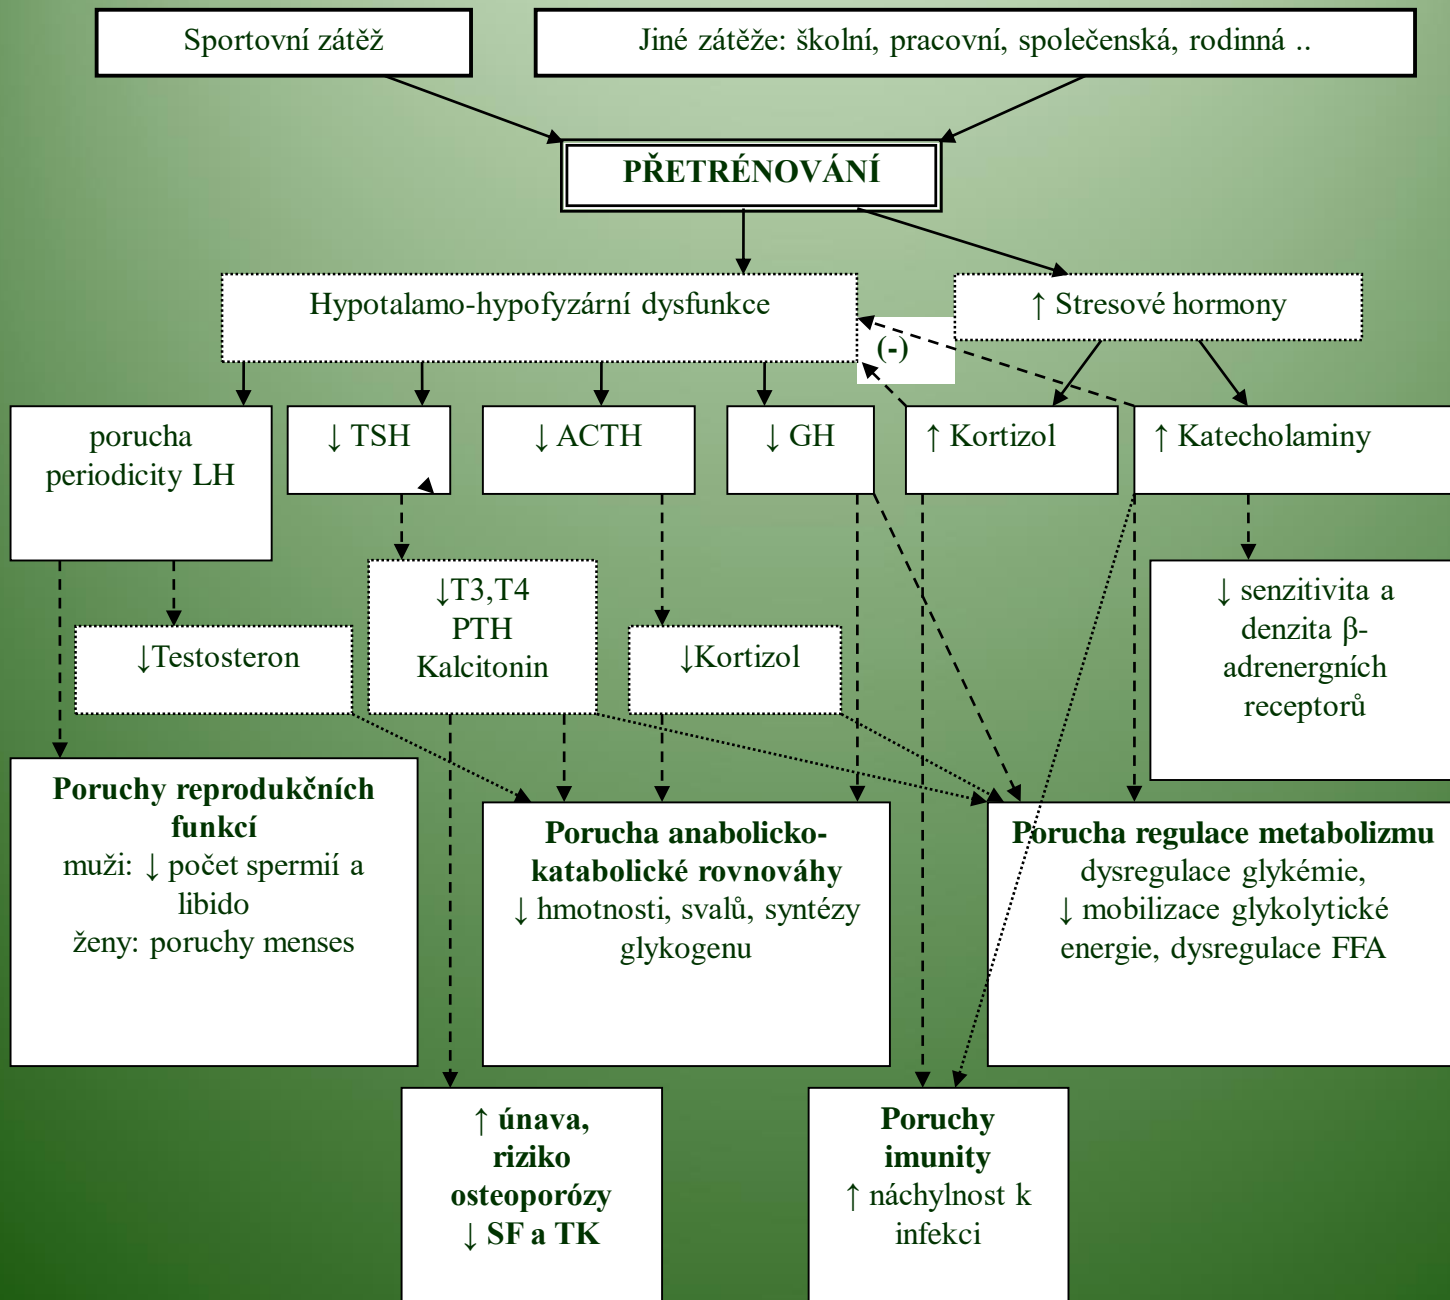 Sportovní zátěž
Jiné zátěže: školní, pracovní, společenská, rodinná ..
PŘETRÉNOVÁNÍ
Hypotalamo-hypofyzární dysfunkce
↑ Stresové hormony
(-)
porucha
periodicity LH
↓ TSH
↓ ACTH
↓ GH
↑ Kortizol
↑ Katecholaminy
↓T3,T4
PTH
Kalcitonin
↓Testosteron
↓Kortizol
↓ senzitivita a
denzita β-
adrenergních
receptorů
Poruchy reprodukčních
funkcí
muži: ↓ počet spermií a
libido
ženy: poruchy menses
Porucha anabolicko-
katabolické rovnováhy
↓ hmotnosti, svalů, syntézy
glykogenu
Porucha regulace metabolizmu
dysregulace glykémie,
↓ mobilizace glykolytické
energie, dysregulace FFA
↑ únava,
riziko
osteoporózy
↓ SF a TK
Poruchy
imunity
↑ náchylnost k
infekci